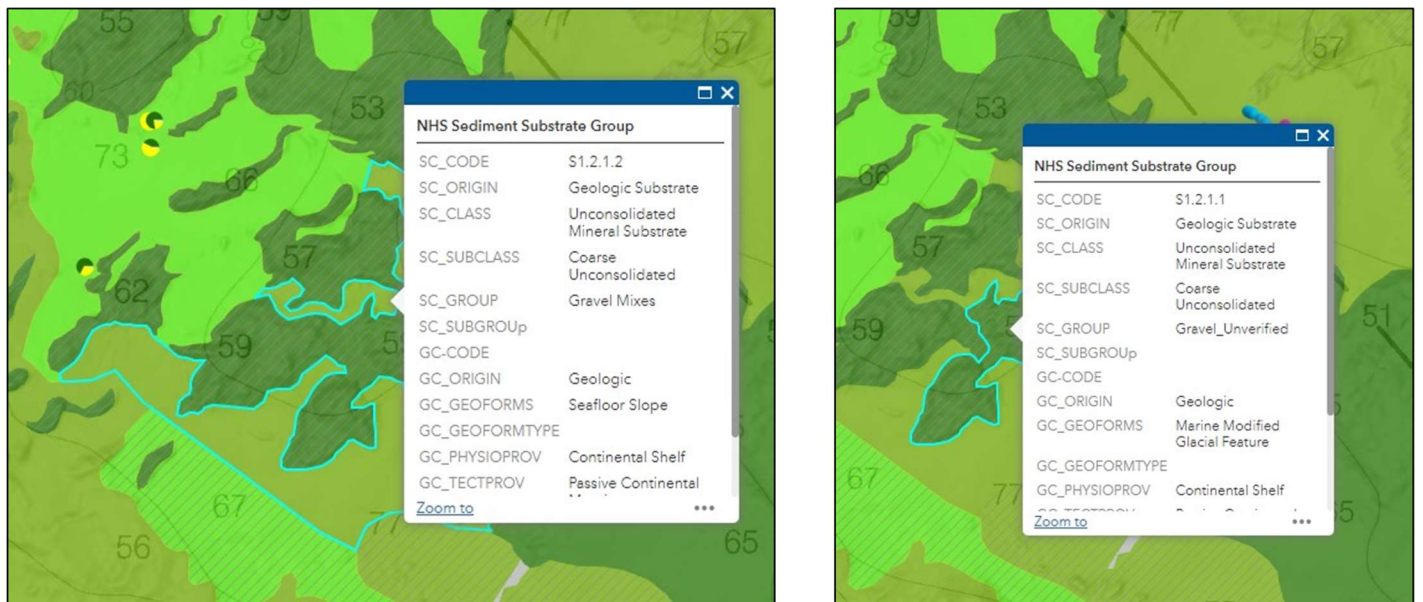 55
59
57
60
53
NHS Sediment Substrate Group
SC_CODE S1.2.1.2
SC_ORIGIN Geologic Substrate
SC_CLASS Unconsolidated
Mineral Substrate
SC_SUBCLASS Coarse
Unconsolidated
SC_GROUP Gravel Mixes
SC_SUBGROUp
GC-CODE
GC_ORIGIN Geologic
GC_GEOFORMS Seafloor Slope
GC_GEOFORMTYPE
GC_PHYSIOPROV Continental Shelf
GC_TECTPROV Passive Continental
Zoom to
73
66
57
62
59
67
77
56
65
59
77
57
53
66
57
59
51
67
77
NHS Sediment Substrate Group
SC_CODE S1.2.1.1
SC_ORIGIN Geologic Substrate
SC_CLASS Unconsolidated
Mineral Substrate
SC_SUBCLASS Coarse
Unconsolidated
SC_GROUP Gravel_Unverified
SC_SUBGROUp
GC-CODE
GC_ORIGIN Geologic
GC_GEOFORMS Marine Modified
Glacial Feature
GC_GEOFORMTYPE
GC_PHYSIOPROV Continental Shelf
Zoom to